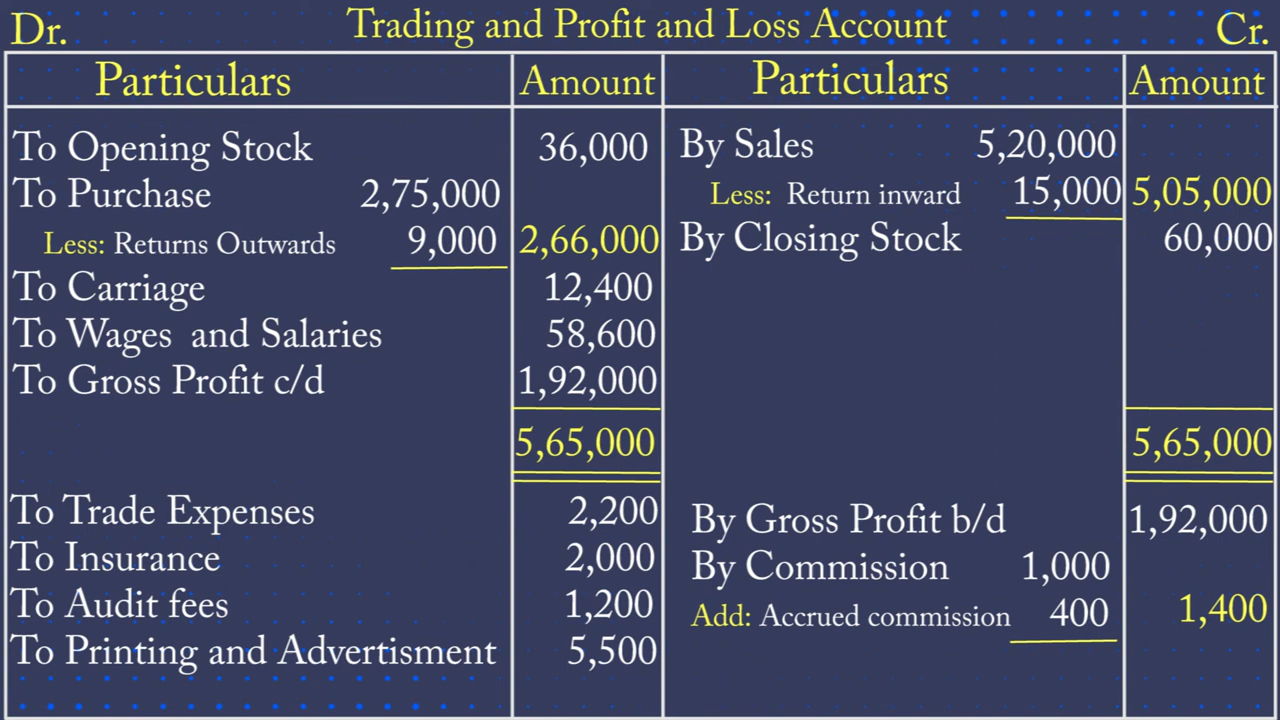 Dr. Trading and Profit and Loss Account Cr.
Particulars Amount Particulars Amount
To Opening Stock 36,000 By Sales 5,20,000
To Purchase 2,75,000 Less: Return inward 15,000 5,05,000
Less: Returns Outwards 9,000 2,66,000 By Closing Stock 60,000
To Carriage 12,400
To Wages and Salaries 58,600
To Gross Profit c/d 1,92,000
5,65,000 5,65,000
To Trade Expenses 2,200 By Gross Profit b/d 1,92,000
To Insurance 2,000 By Commission 1,000
To Audit fees 1,200 Add: Accrued commission 400 1,400
To Printing and Advertisment 5,500